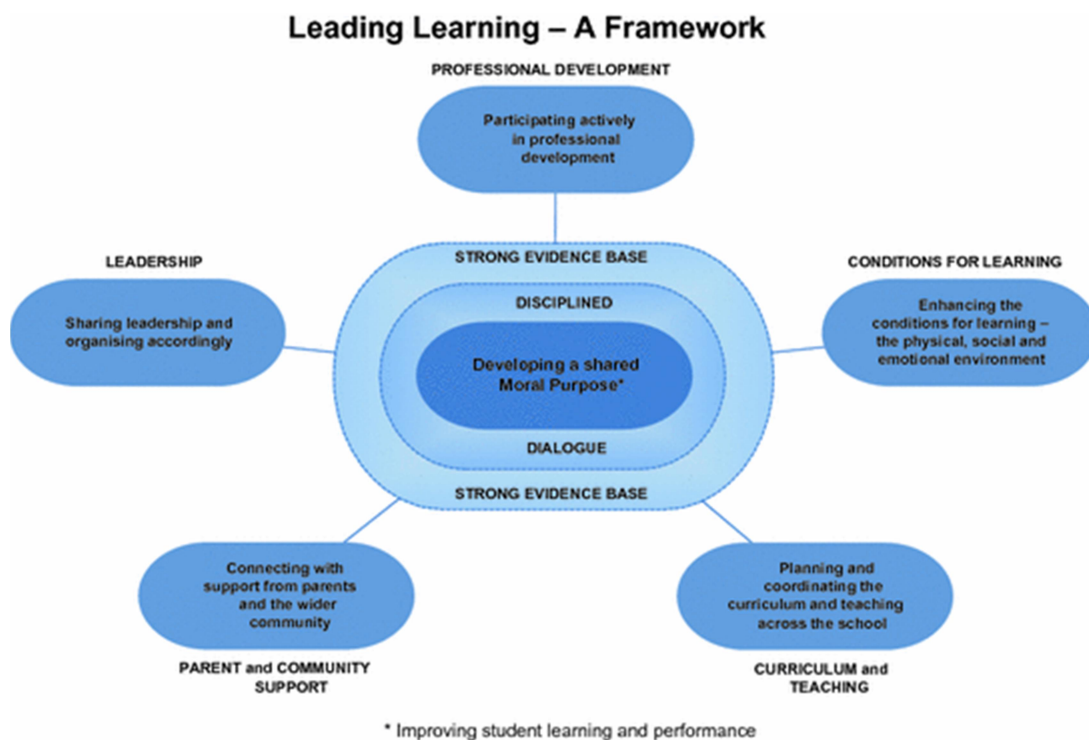 Leading Learning – A Framework
PROFESSIONAL DEVELOPMENT
Participating actively
in professional
development
LEADERSHIP
Sharing leadership and
organising accordingly
STRONG EVIDENCE BASE
DISCIPLINED
Developing a shared
Moral Purpose*
DIALOGUE
STRONG EVIDENCE BASE
CONDITIONS FOR LEARNING
Enhancing the
conditions for learning –
the physical, social and
emotional environment
Connecting with
support from parents
and the wider
community
PARENT and COMMUNITY
SUPPORT
Planning and
coordinating the
curriculum and teaching
across the school
CURRICULUM and
TEACHING
* Improving student learning and performance